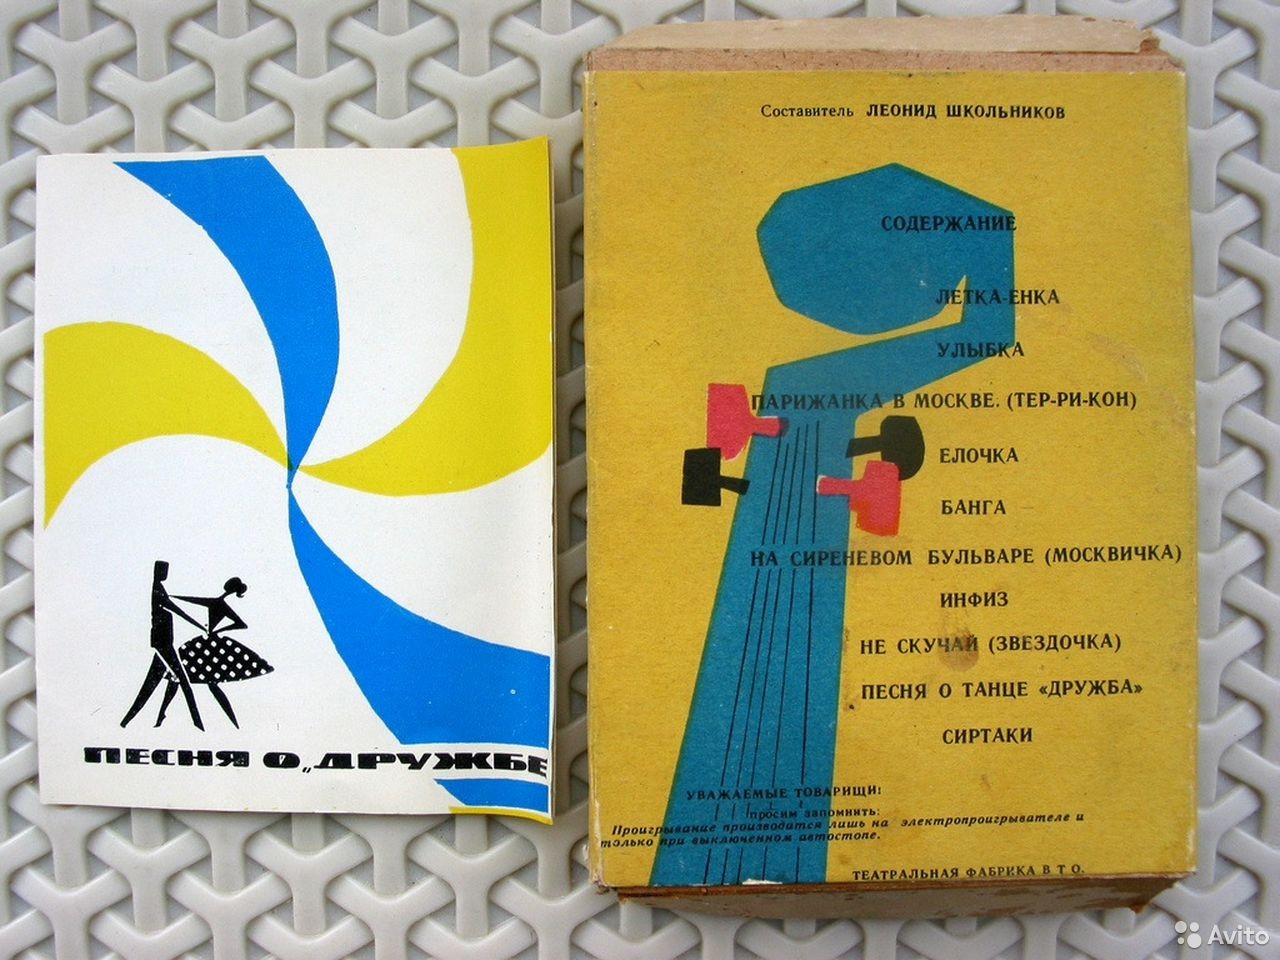 ПЕСНЯ О „ДРУЖБЕ
Составитель ЛЕОНИД ШКОЛЬНИКОВ
СОДЕРЖАНИЕ
ЛЕТКА-ЕНКА
УЛЫБКА
ПАРИЖАНКА В МОСКВЕ. (ТЕР-РИ-КОН)
ЕЛОЧКА
БАНГА
НА СИРЕНЕВОМ БУЛЬВАРЕ (МОСКВИЧКА)
ИНФИЗ
НЕ СКУЧАЙ (ЗВЕЗДОЧКА)
ПЕСНЯ О ТАНЦЕ «ДРУЖБА»
СИРТАКИ
УВАЖАЕМЫЕ ТОВАРИЩИ:
просим запомнить:
Проигрывание производится лишь на электропроигрывателе и
только при выключенном автостопе.
ТЕАТРАЛЬНАЯ ФАБРИКА В Т О.
Avito